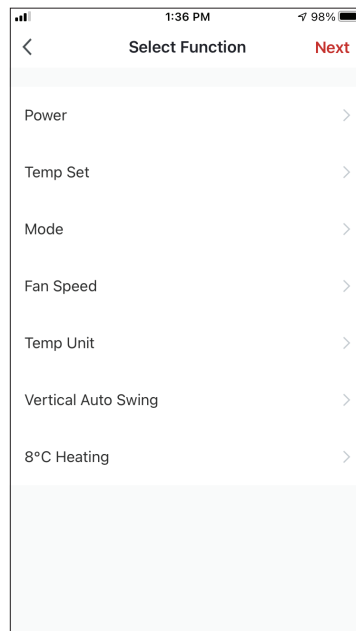 1:36 PM 98%
Select Function Next
Power
Temp Set
Mode
Fan Speed
Temp Unit
Vertical Auto Swing
8°C Heating